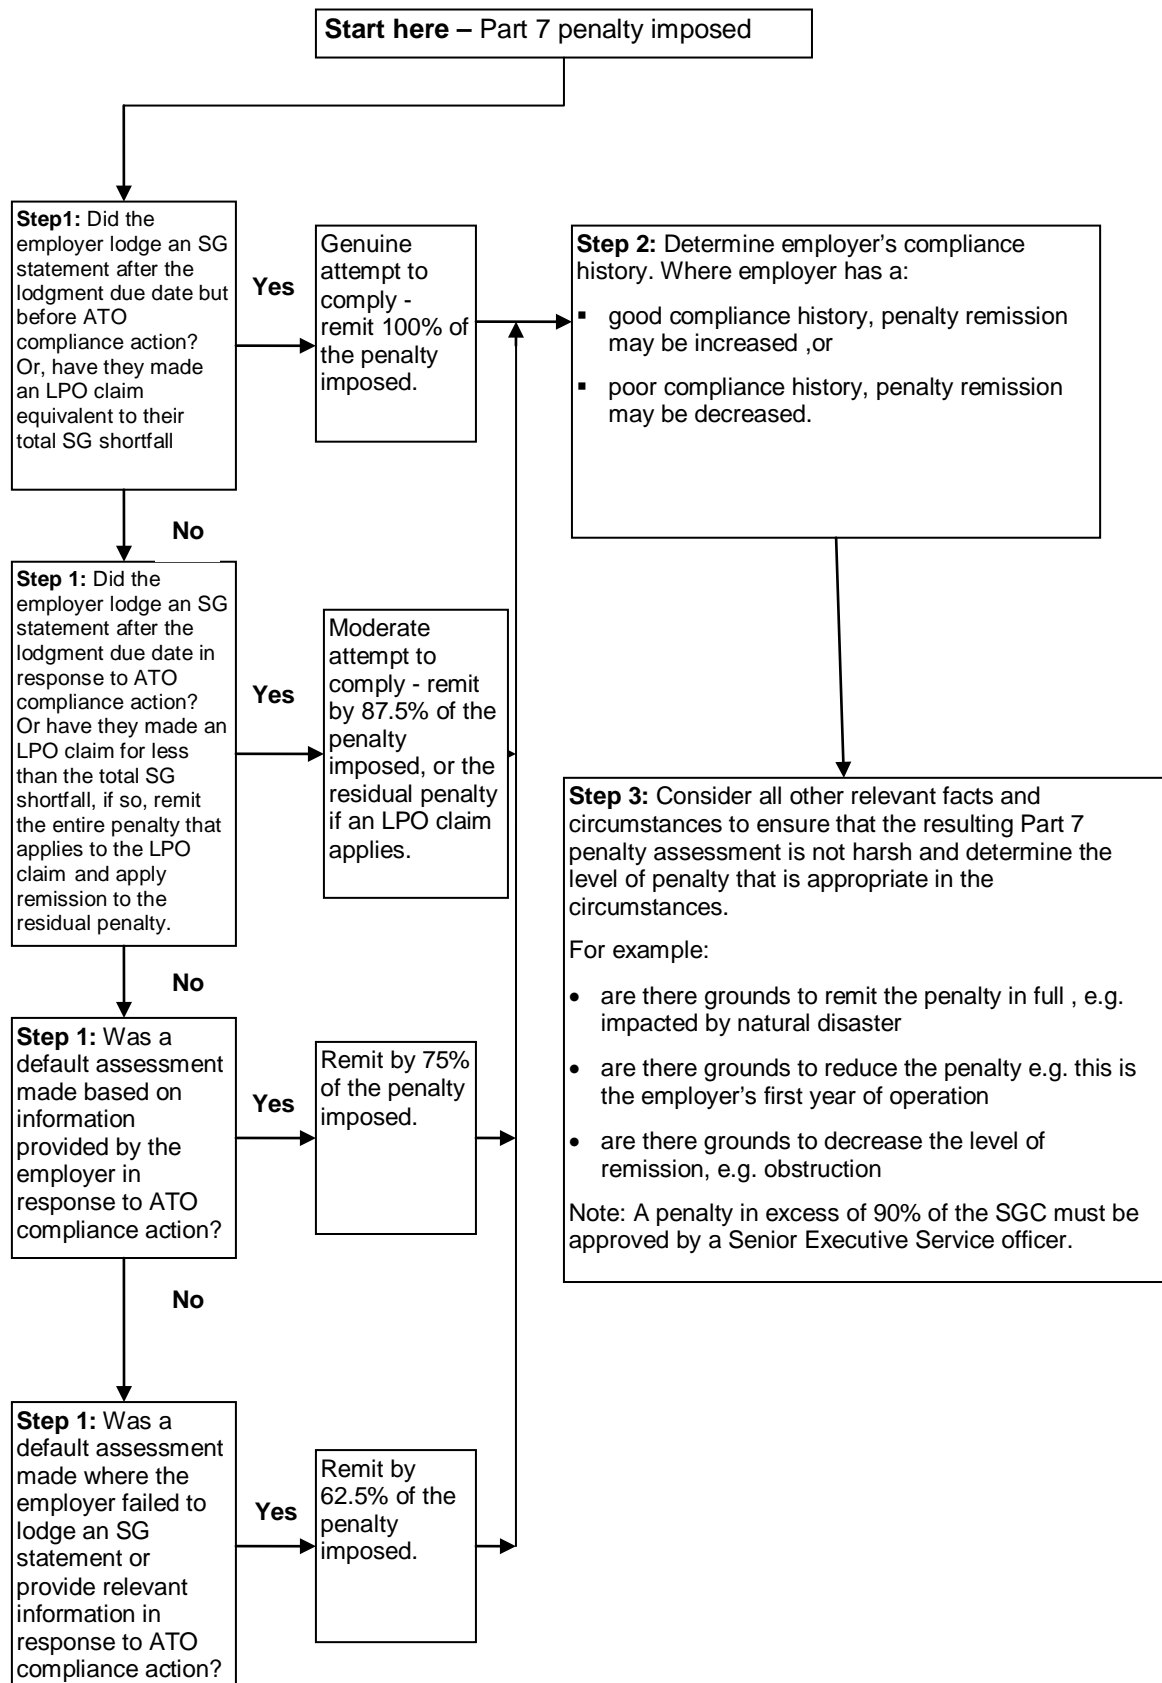 Start here – Part 7 penalty imposed
Step1: Did the
employer lodge an SG
statement after the
lodgment due date but
before ATO
compliance action?
Or, have they made
an LPO claim
equivalent to their
total SG shortfall
Yes
Genuine
attempt to
comply -
remit 100% of
the penalty
imposed.
Step 2: Determine employer’s compliance
history. Where employer has a:
▪ good compliance history, penalty remission
may be increased ,or
▪ poor compliance history, penalty remission
may be decreased.
No
Step 1: Did the
employer lodge an SG
statement after the
lodgment due date in
response to ATO
compliance action?
Or have they made an
LPO claim for less
than the total SG
shortfall, if so, remit
the entire penalty that
applies to the LPO
claim and apply
remission to the
residual penalty.
Yes
Moderate
attempt to
comply - remit
by 87.5% of the
penalty
imposed, or the
residual penalty
if an LPO claim
applies.
Step 3: Consider all other relevant facts and
circumstances to ensure that the resulting Part 7
penalty assessment is not harsh and determine the
level of penalty that is appropriate in the
circumstances.
For example:
• are there grounds to remit the penalty in full , e.g.
impacted by natural disaster
• are there grounds to reduce the penalty e.g. this is
the employer’s first year of operation
• are there grounds to decrease the level of
remission, e.g. obstruction
Note: A penalty in excess of 90% of the SGC must be
approved by a Senior Executive Service officer.
No
Step 1: Was a
default assessment
made based on
information
provided by the
employer in
response to ATO
compliance action?
Yes
Remit by 75%
of the penalty
imposed.
No
Step 1: Was a
default assessment
made where the
employer failed to
lodge an SG
statement or
provide relevant
information in
response to ATO
compliance action?
Yes
Remit by
62.5% of the
penalty
imposed.